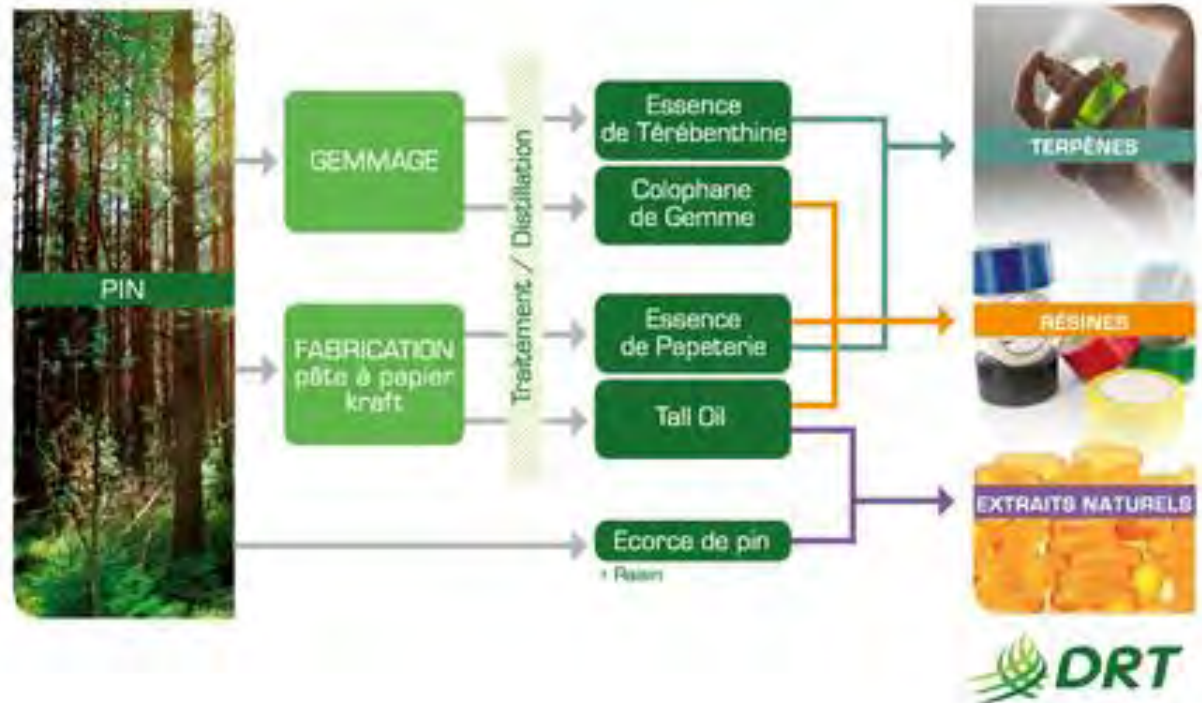 PIN
GEMMAGE
FABRICATION
pâte à papier
kraft
Traitement / Distillation
Essence
de Térébenthine
Colophane
de Gemme
Essence
de Papeterie
Tall Oil
Ecorce de pin
+ Raisin
TERPÈNES
RÉSINES
EXTRAITS NATURELS
DRT